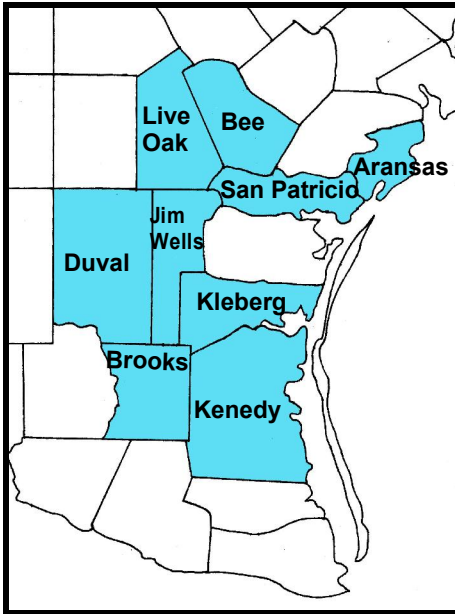 Live
Oak
Bee
Aransas
San Patricio
Jim
Wells
Duval
Kleberg
Brooks
Kenedy